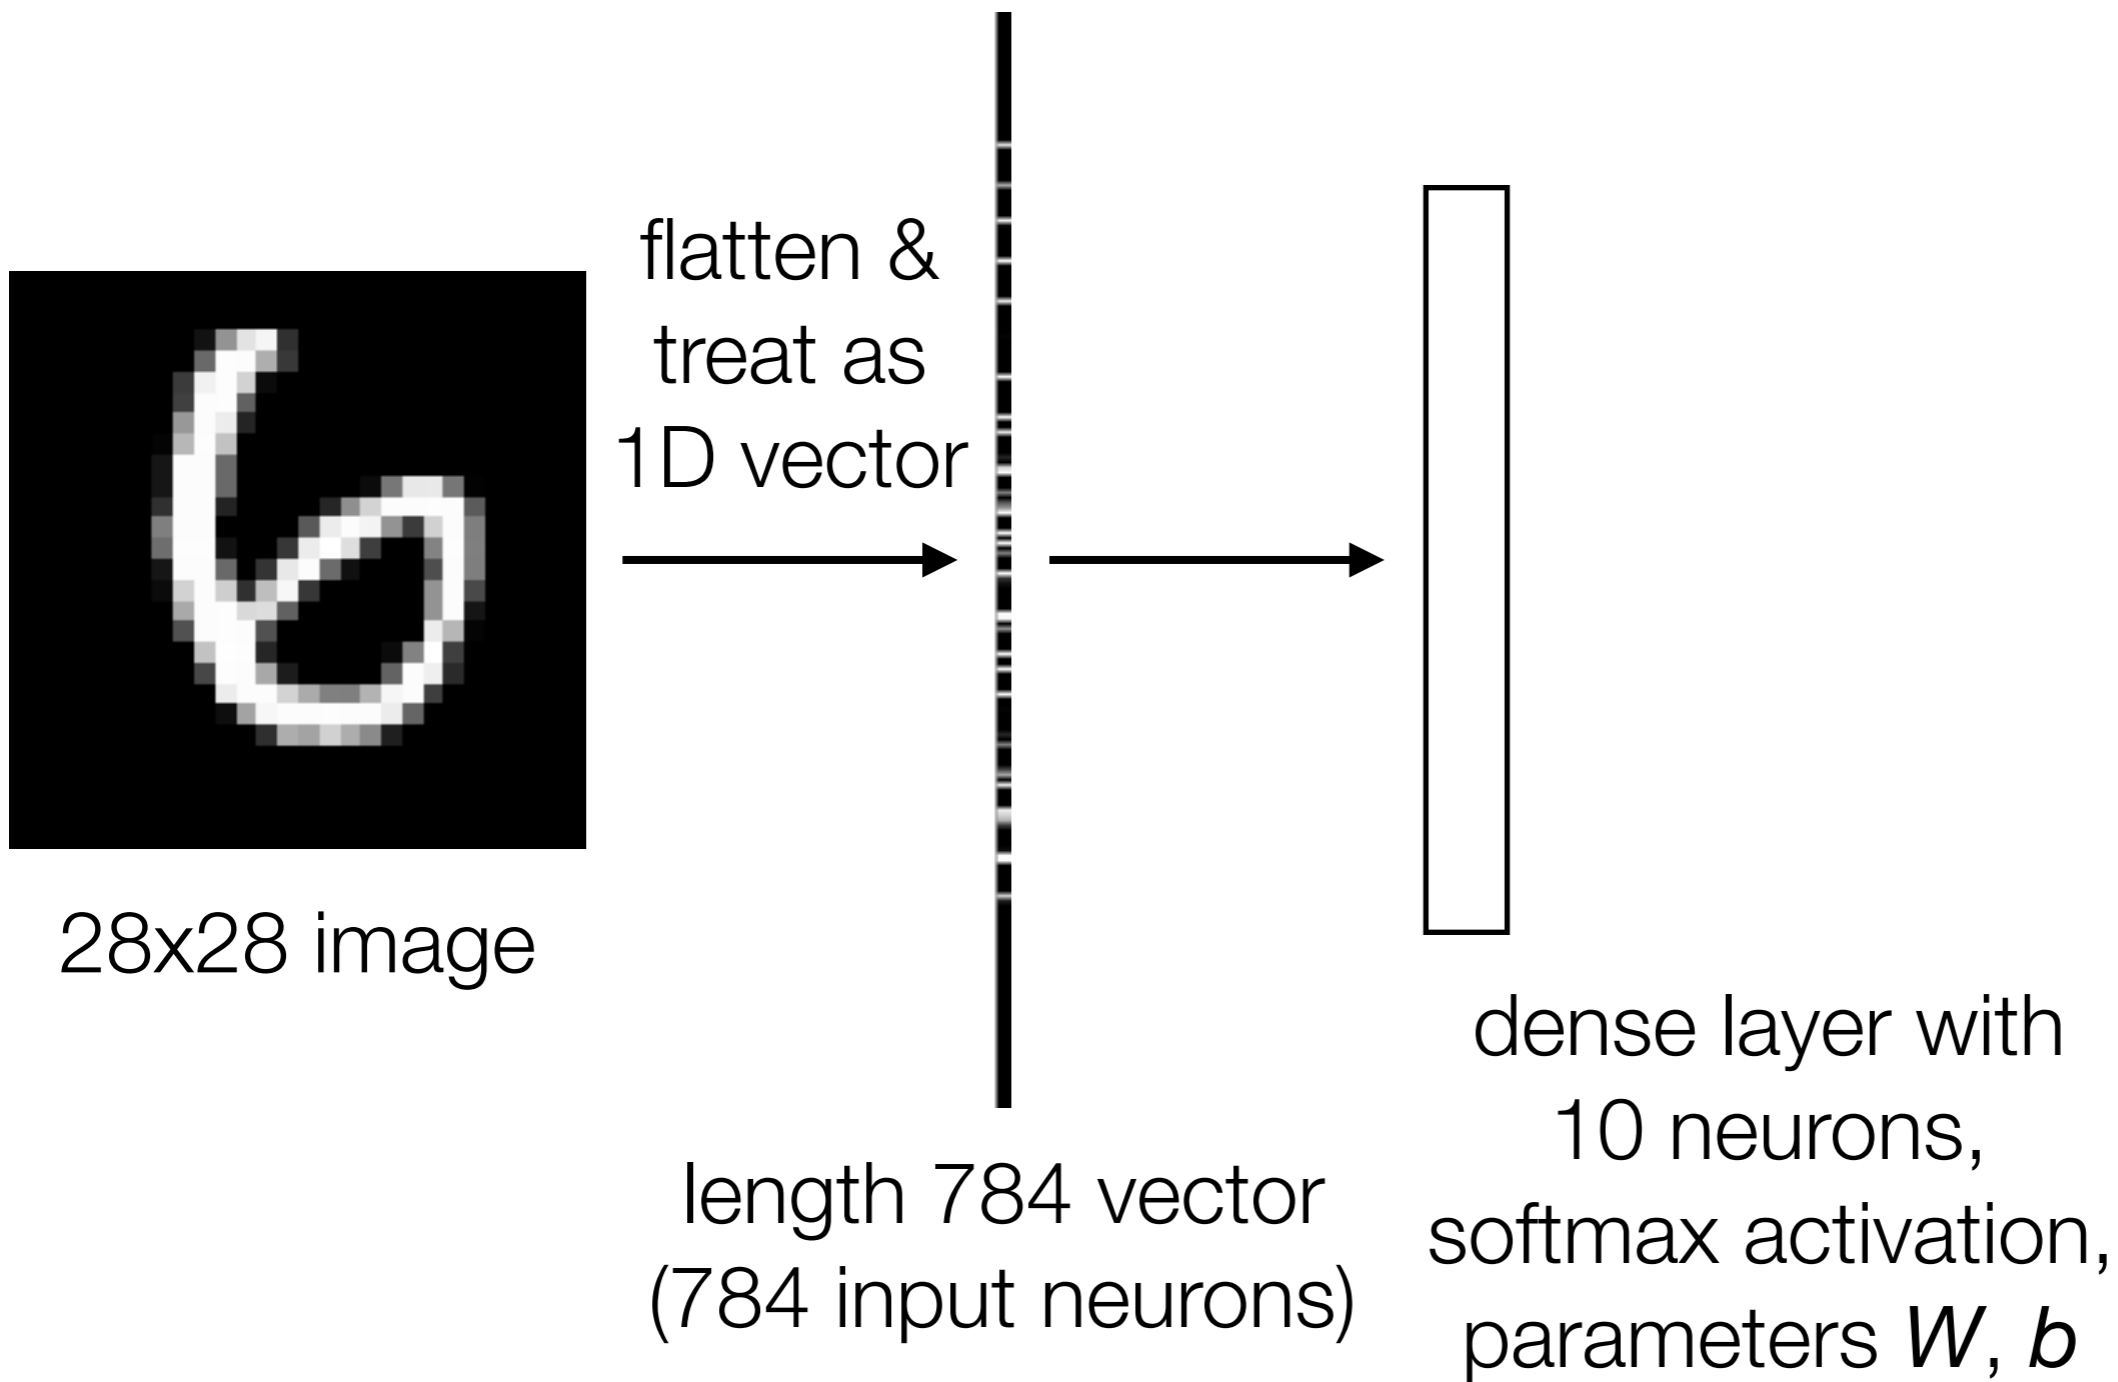 flatten &
treat as
1D vector
28x28 image
length 784 vector
(784 input neurons)
dense layer with
10 neurons,
softmax activation,
parameters W, b